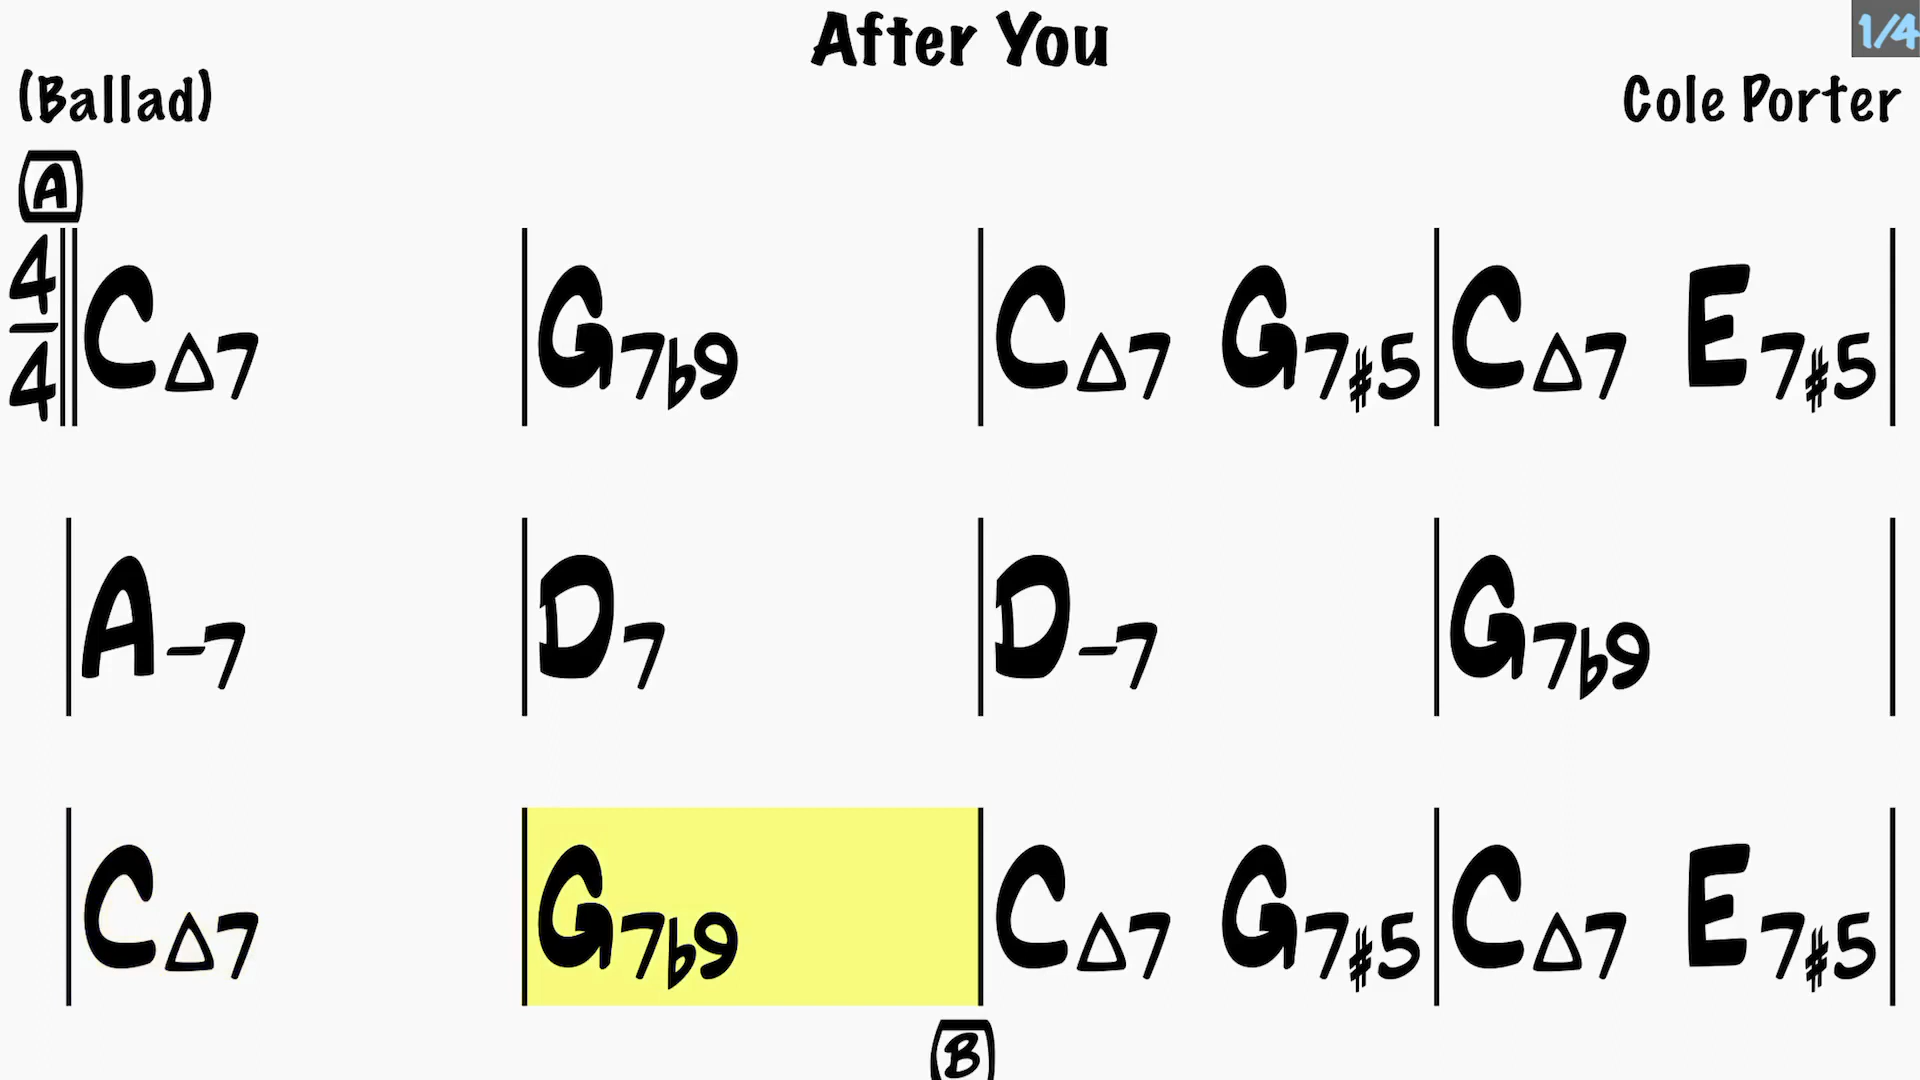 After You
1/4
(Ballad)
Cole Porter
A
4/4 CΔ7 G7b9 CΔ7 G7#5 CΔ7 E7#5
A-7 D7 D-7 G7b9
CΔ7 G7b9 CΔ7 G7#5 CΔ7 E7#5
B